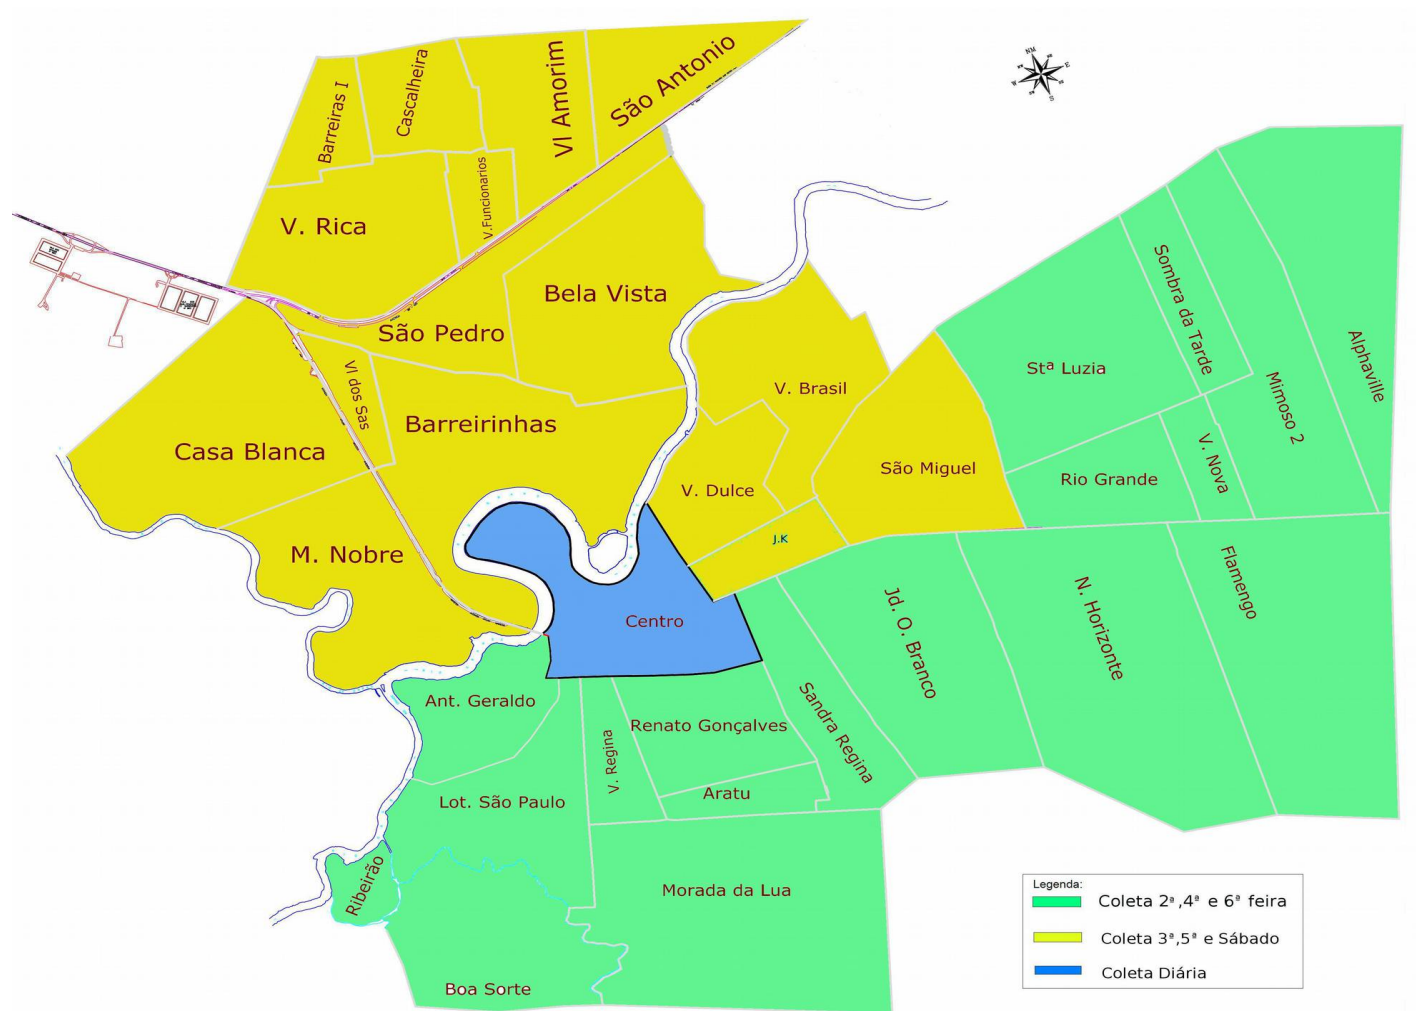 São Antonio
Vl Amorim
Cascalheira
Barreiras I
NM
E
W
V.Funcionarios
V. Rica
Bela Vista
São Pedro
Vl dos Sas
Sombra da Tarde
Stª Luzia
Alphaville
V. Brasil
Mimoso 2
Barreirinhas
Casa Blanca
São Miguel
Rio Grande
V. Nova
V. Dulce
J.K
M. Nobre
Flamengo
Centro
Jd. O. Branco
N. Horizonte
Ant. Geraldo
Renato Gonçalves
Sandra Regina
V. Regina
Aratu
Lot. São Paulo
Ribeirão
Morada da Lua
Boa Sorte
Legenda:
Coleta 2ª,4ª e 6ª feira
Coleta 3ª,5ª e Sábado
Coleta Diária